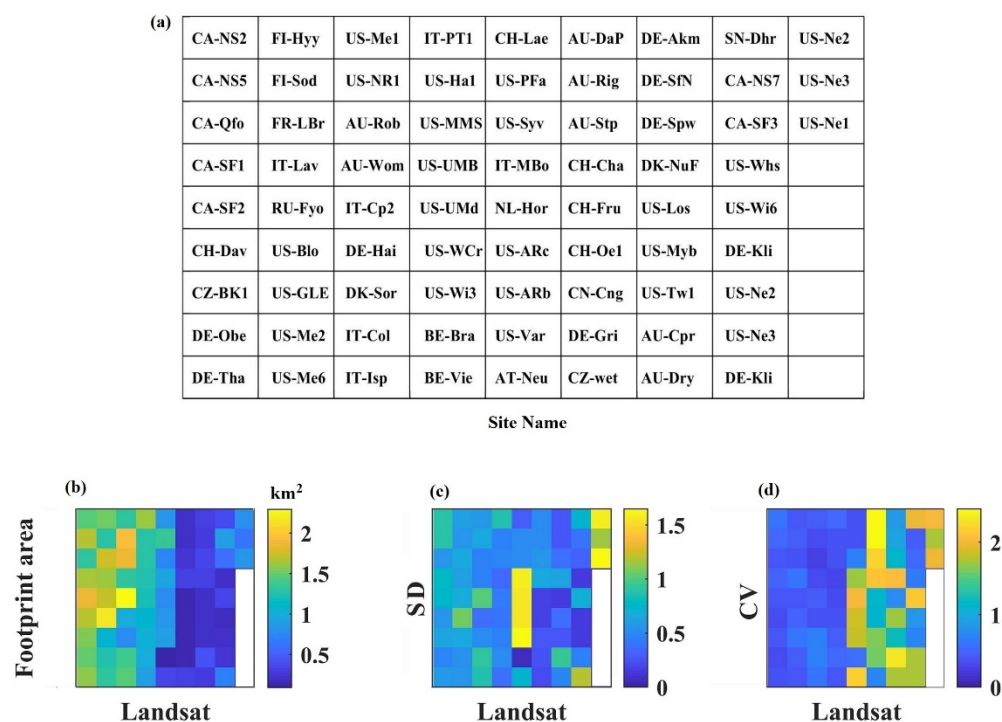 (a)
CA-NS2 FI-Hyy US-Me1 IT-PT1 CH-Lae AU-DaP DE-Akm SN-Dhr US-Ne2
CA-NS5 FI-Sod US-NR1 US-Ha1 US-PFa AU-Rig DE-SfN CA-NS7 US-Ne3
CA-Qfo FR-LBr AU-Rob US-MMS US-Syv AU-Stp DE-Spw CA-SF3 US-Ne1
CA-SF1 IT-Lav AU-Wom US-UMB IT-MBo CH-Cha DK-NuF US-Whs
CA-SF2 RU-Fyo IT-Cp2 US-UMd NL-Hor CH-Fru US-Los US-Wi6
CH-Dav US-Blo DE-Hai US-WCr US-ARc CH-Oe1 US-Myb DE-Kli
CZ-BK1 US-GLE DK-Sor US-Wi3 US-ARb CN-Cng US-Tw1 US-Ne2
DE-Obe US-Me2 IT-Col BE-Bra US-Var DE-Gri AU-Cpr US-Ne3
DE-Tha US-Me6 IT-Isp BE-Vie AT-Neu CZ-wet AU-Dry DE-Kli
Site Name
(b)
km²
Footprint area
2
1.5
1
0.5
Landsat
(c)
SD
1.5
1
0.5
0
Landsat
(d)
CV
2
1
0
Landsat